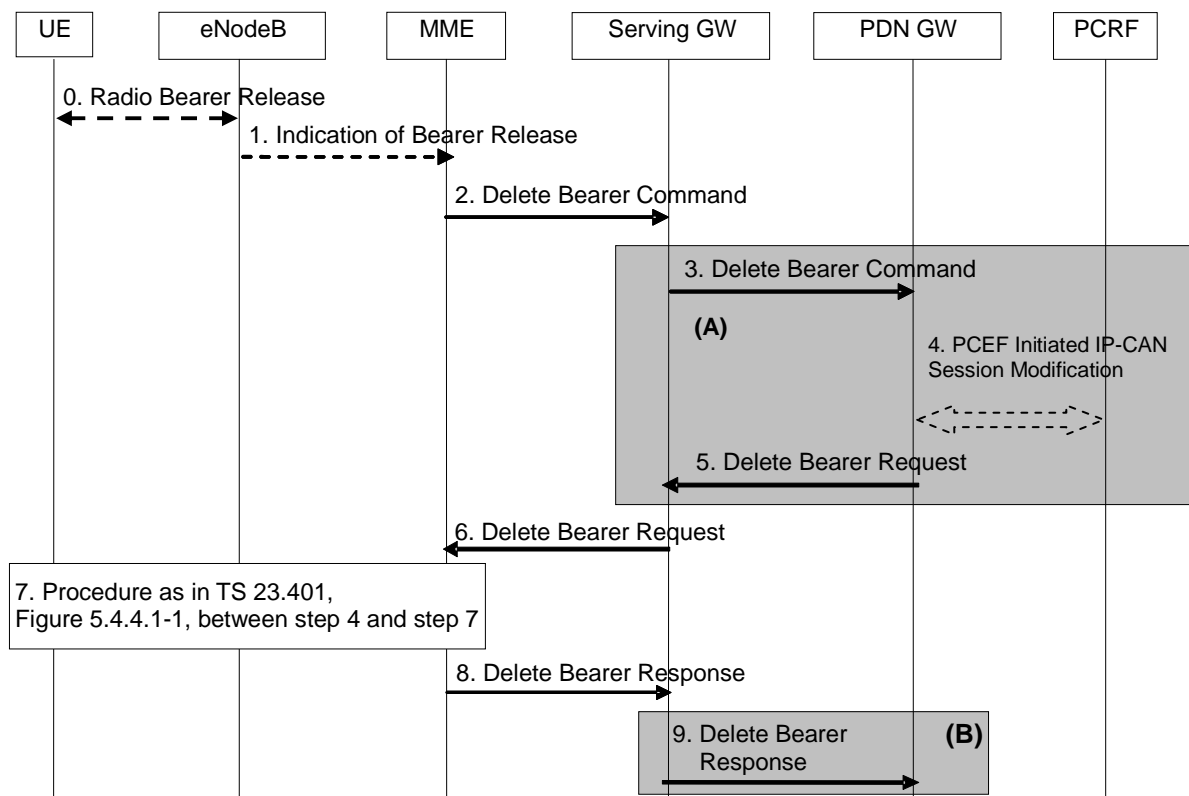 UE
eNodeB
MME
Serving GW
PDN GW
PCRF
0. Radio Bearer Release
1. Indication of Bearer Release
2. Delete Bearer Command
3. Delete Bearer Command
(A)
4. PCEF Initiated IP-CAN
Session Modification
5. Delete Bearer Request
6. Delete Bearer Request
7. Procedure as in TS 23.401,
Figure 5.4.4.1-1, between step 4 and step 7
8. Delete Bearer Response
9. Delete Bearer
Response
(B)